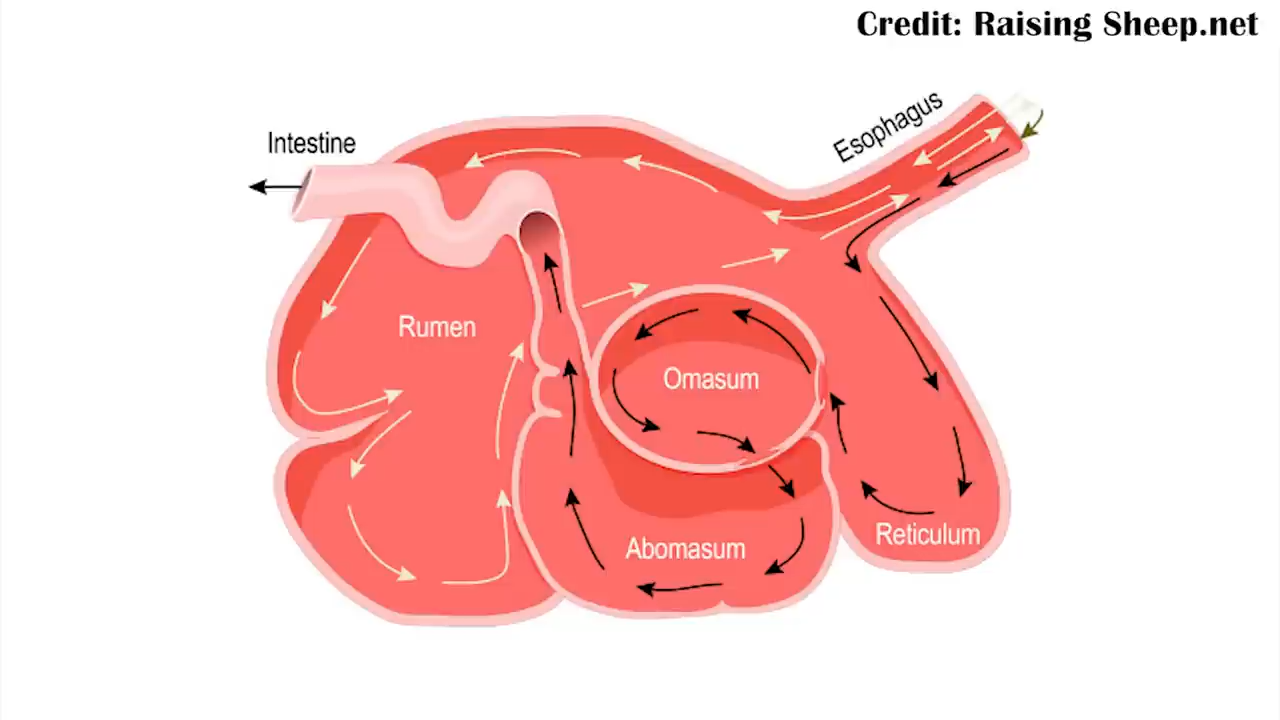 Credit: Raising Sheep.net
Esophagus
Intestine
Rumen
Omasum
Abomasum
Reticulum